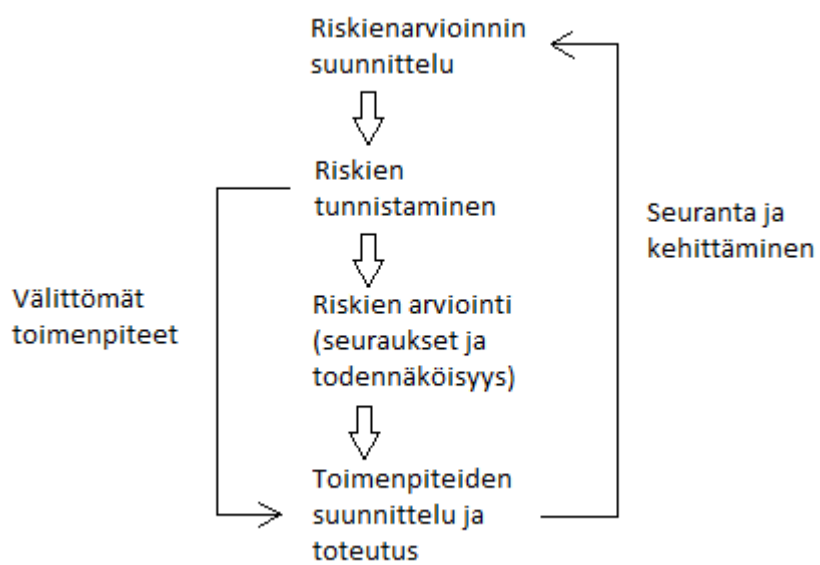 Riskienarvioinnin
suunnittelu
Riskien
tunnistaminen
Seuranta ja
kehittäminen
Välittömät
toimenpiteet
Riskien arviointi
(seuraukset ja
todennäköisyys)
Toimenpiteiden
suunnittelu ja
toteutus